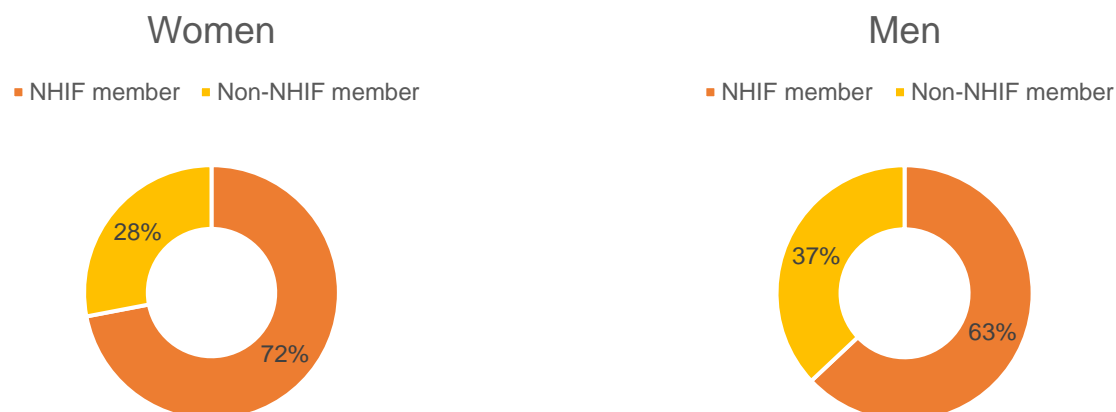 Women
NHIF member Non-NHIF member
28%
72%
Men
NHIF member Non-NHIF member
37%
63%